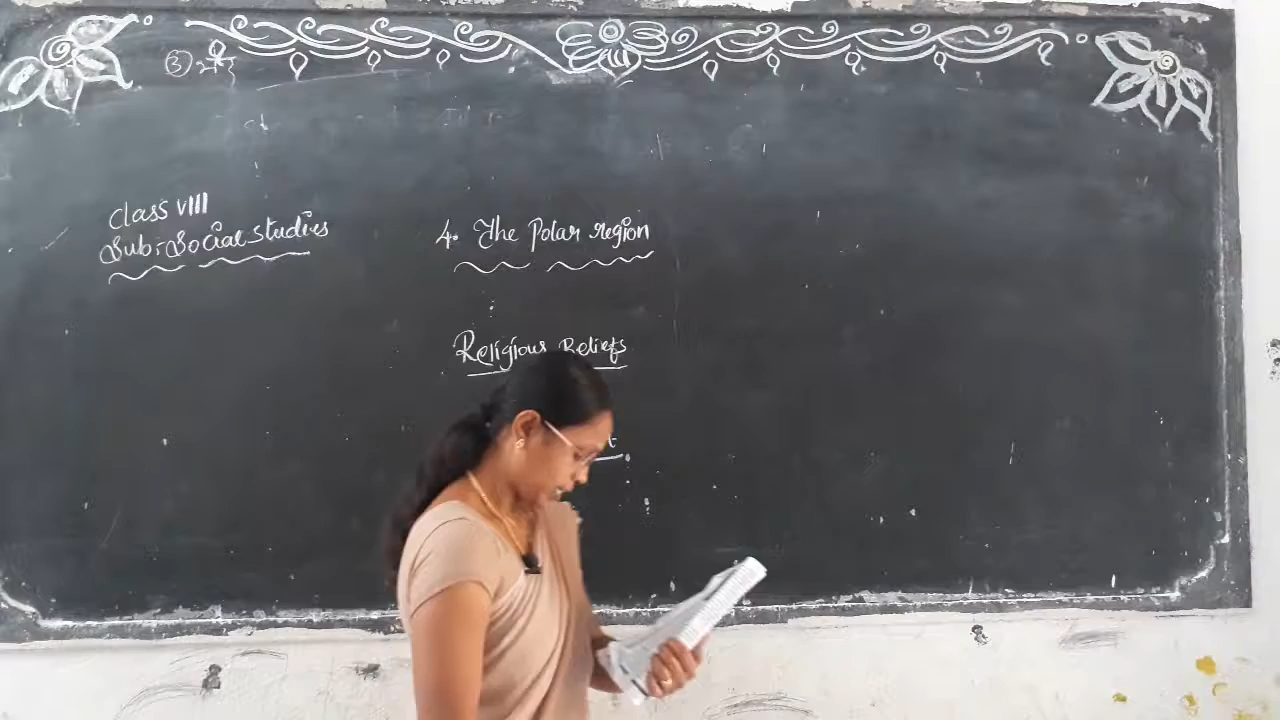 Class VIII
Sub:-Social studies
4. The Polar region
Religious Beliefs